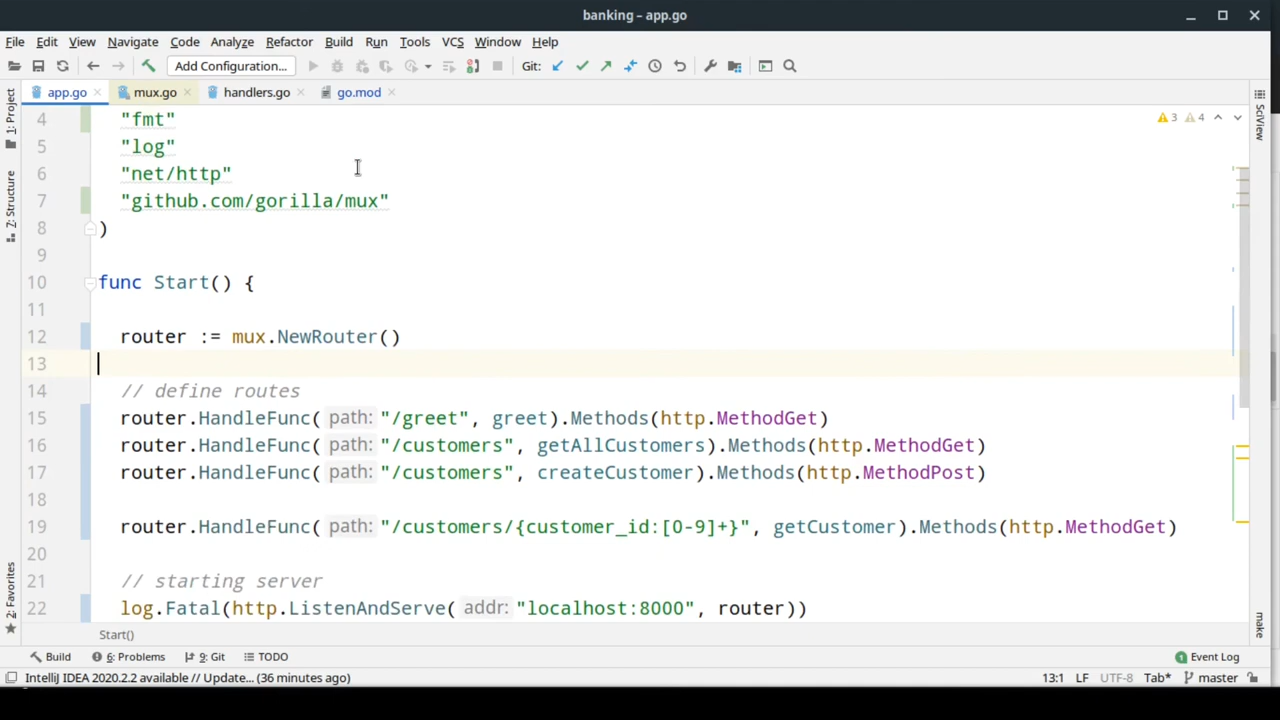 banking – app.go
File Edit View Navigate Code Analyze Refactor Build Run Tools VCS Window Help
Add Configuration... Git:
app.go mux.go handlers.go go.mod
1: Project
Z: Structure
2: Favorites
SciView
make
3 4
4 "fmt"
5 "log"
6 "net/http"
7 "github.com/gorilla/mux"
8 )
9
10 func Start() {
11
12 router := mux.NewRouter()
13
14 // define routes
15 router.HandleFunc( path: "/greet", greet).Methods(http.MethodGet)
16 router.HandleFunc( path: "/customers", getAllCustomers).Methods(http.MethodGet)
17 router.HandleFunc( path: "/customers", createCustomer).Methods(http.MethodPost)
18
19 router.HandleFunc( path: "/customers/{customer_id:[0-9]+}", getCustomer).Methods(http.MethodGet)
20
21 // starting server
22 log.Fatal(http.ListenAndServe( addr: "localhost:8000", router))
Start()
Build 6: Problems 9: Git TODO 1 Event Log
IntelliJ IDEA 2020.2.2 available // Update... (36 minutes ago) 13:1 LF UTF-8 Tab* master